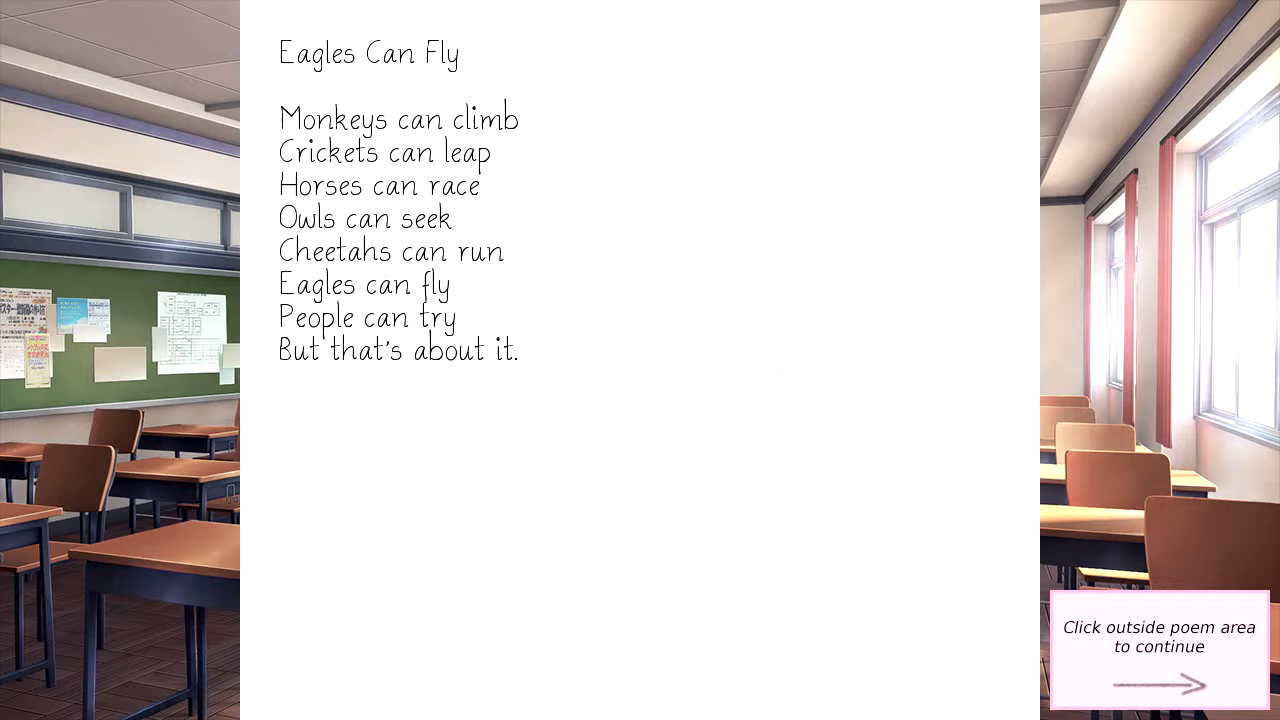 Eagles Can Fly
Monkeys can climb
Crickets can leap
Horses can race
Owls can seek
Cheetahs can run
Eagles can fly
People can try
But that's about it.
Click outside poem area
to continue